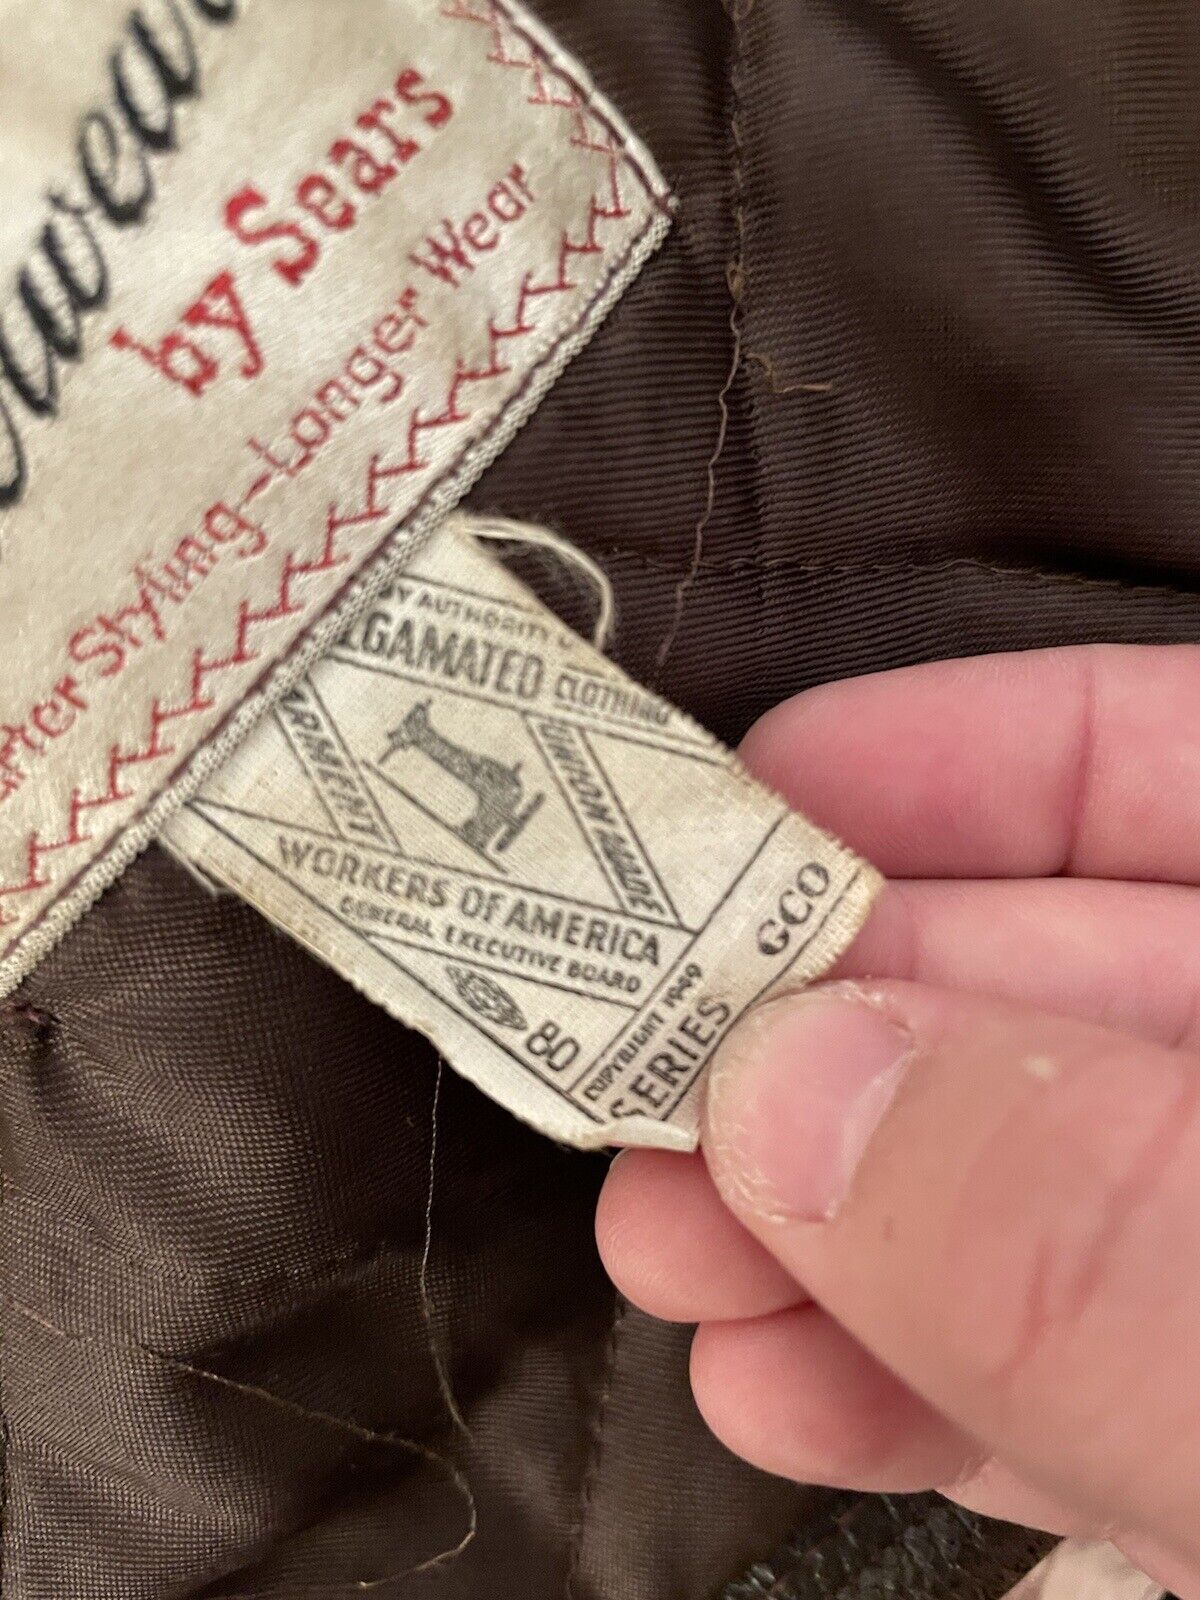 by Sears
Styling-Longer Wear
BY AUTHORITY
CLOTHING
GARMENT
UNION MADE
WORKERS OF AMERICA
GENERAL EXECUTIVE BOARD
80
COPYRIGHT 1949
SERIES
GCO